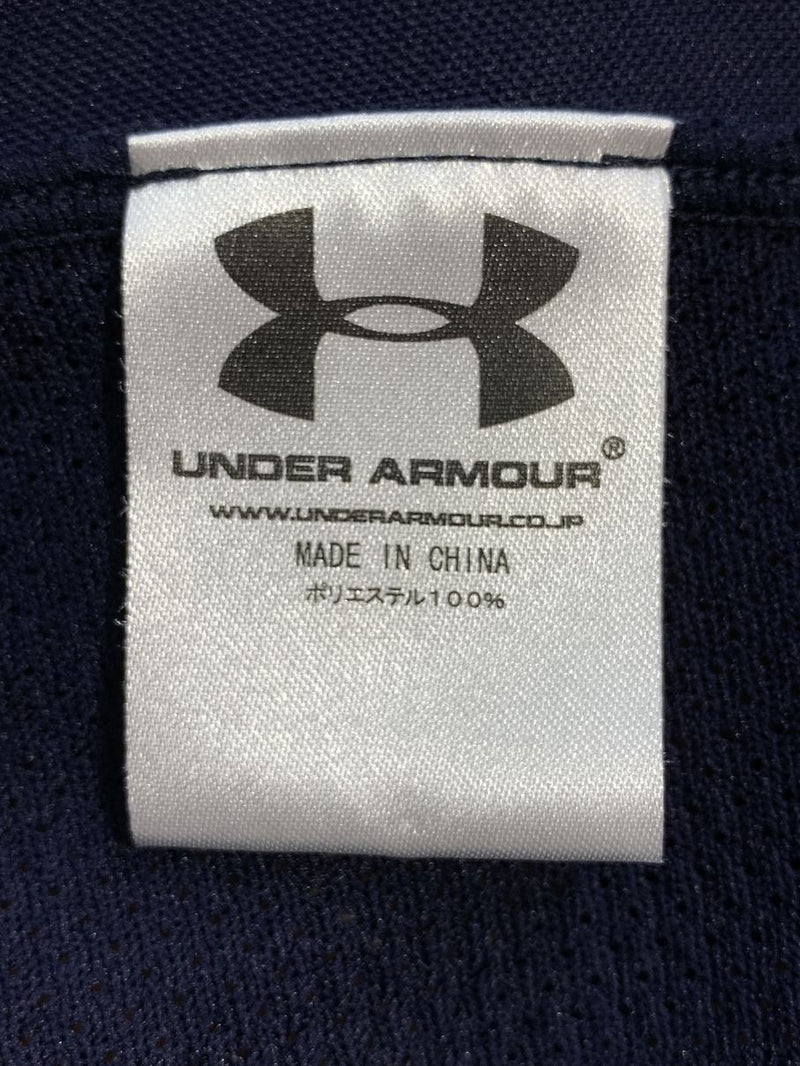 UNDER ARMOUR®
WWW.UNDERARMOUR.CO.JP
MADE IN CHINA
ポリエステル100%